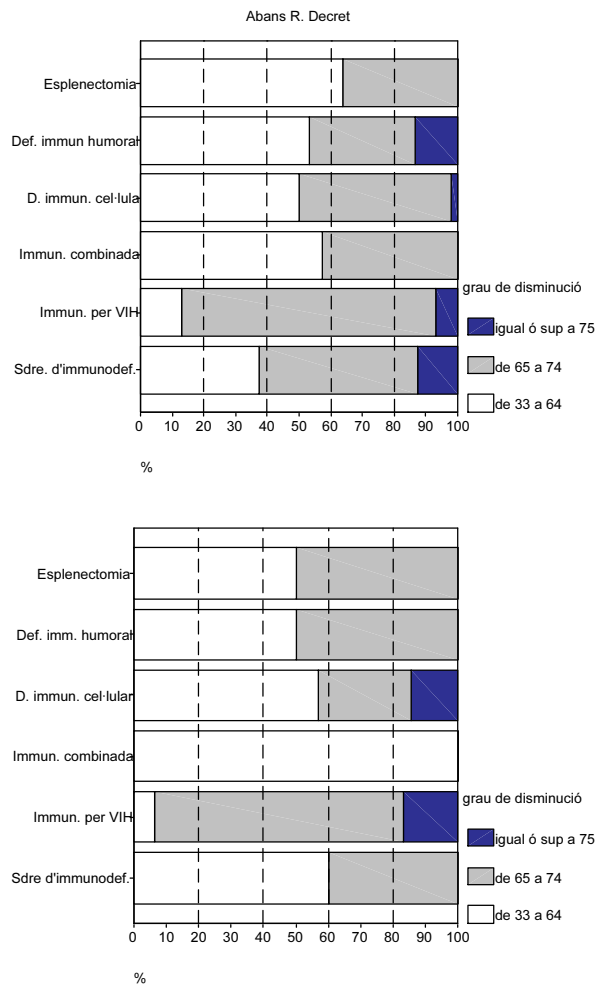 Abans R. Decret
Esplenectomia
Def. immun humoral
D. immun. cel·lula
Immun. combinada
Immun. per VIH
Sdre. d'immunodef.
0 10 20 30 40 50 60 70 80 90 100
%
grau de disminució
igual ó sup a 75
de 65 a 74
de 33 a 64
Esplenectomia
Def. imm. humoral
D. immun. cel·lular
Immun. combinada
Immun. per VIH
Sdre d'immunodef.
0 10 20 30 40 50 60 70 80 90 100
%
grau de disminució
igual ó sup a 75
de 65 a 74
de 33 a 64